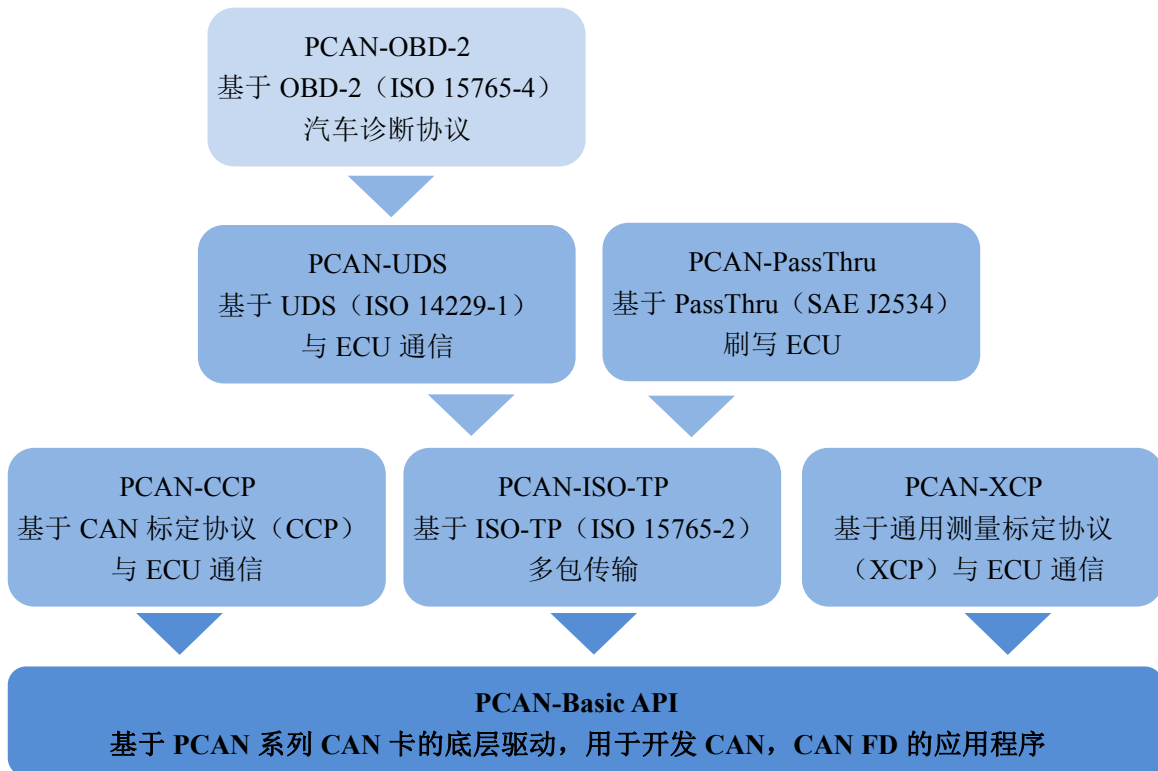 PCAN-OBD-2
基于 OBD-2（ISO 15765-4）
汽车诊断协议
PCAN-UDS
基于 UDS（ISO 14229-1）
与 ECU 通信
PCAN-PassThru
基于 PassThru（SAE J2534）
刷写 ECU
PCAN-CCP
基于 CAN 标定协议（CCP）
与 ECU 通信
PCAN-ISO-TP
基于 ISO-TP（ISO 15765-2）
多包传输
PCAN-XCP
基于通用测量标定协议
（XCP）与 ECU 通信
PCAN-Basic API
基于 PCAN 系列 CAN 卡的底层驱动，用于开发 CAN，CAN FD 的应用程序